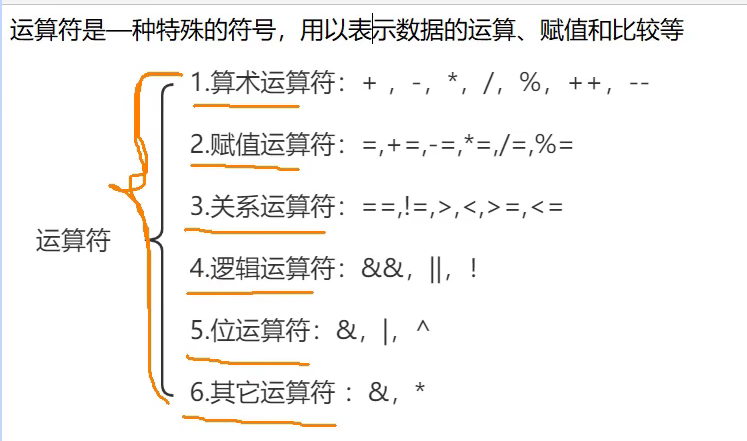 运算符是一种特殊的符号，用以表示数据的运算、赋值和比较等
1.算术运算符：+ ，-，*，/，%，++，--
2.赋值运算符：=,+=,-=,*=,/=,%=
3.关系运算符：==,!=,>,<,>=,<=
运算符
4.逻辑运算符：&&，||，!
5.位运算符：&，|，^
6.其它运算符 ：&，*